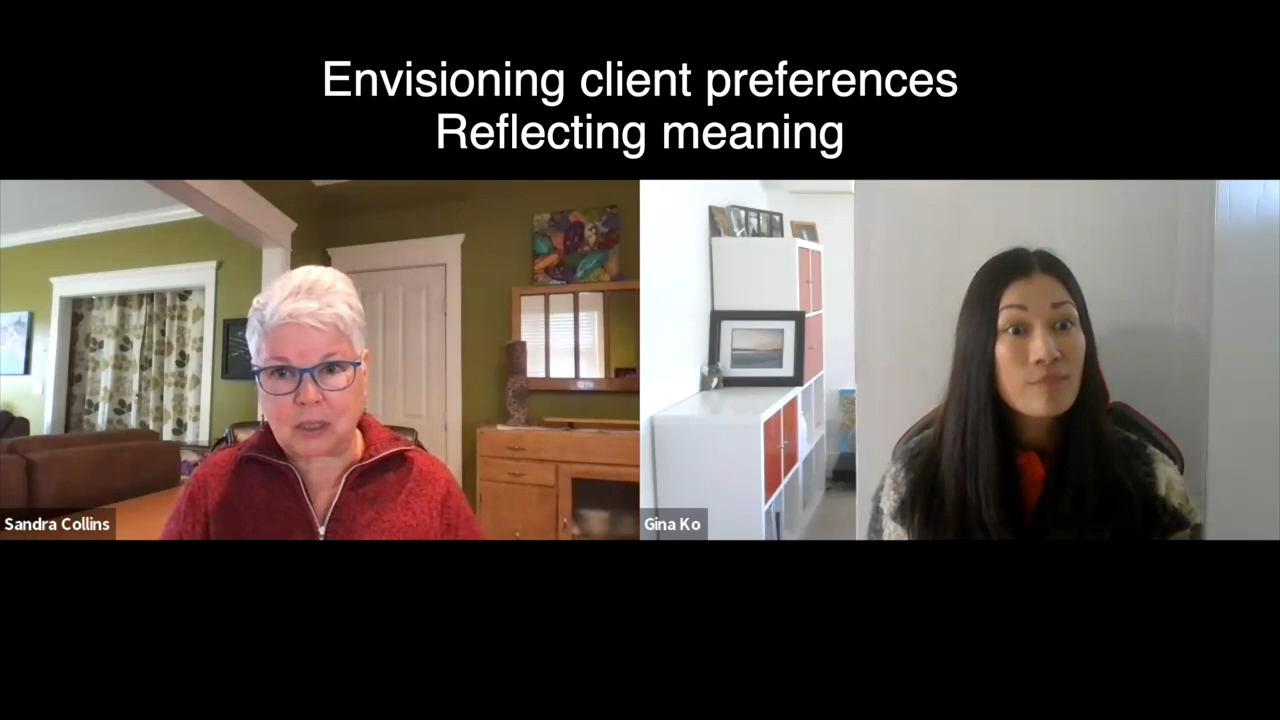 Envisioning client preferences
Reflecting meaning
Sandra Collins
Gina Ko